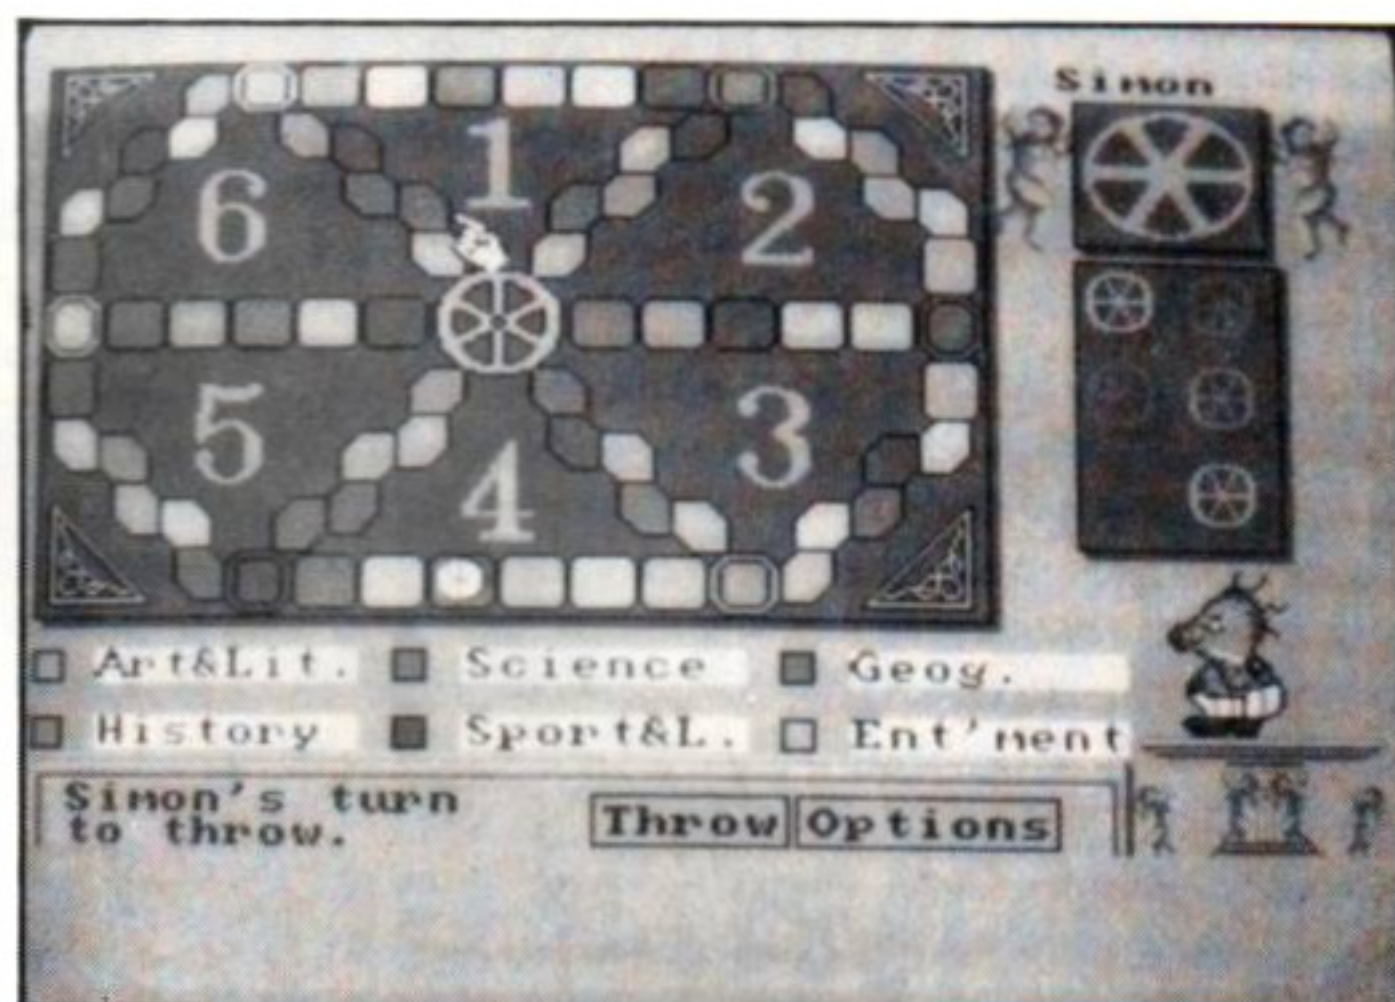 Simon
1
6
2
5
3
4
Art&Lit. Science Geog.
History Sport&L. Ent'ment
Simon's turn
to throw.
Throw Options